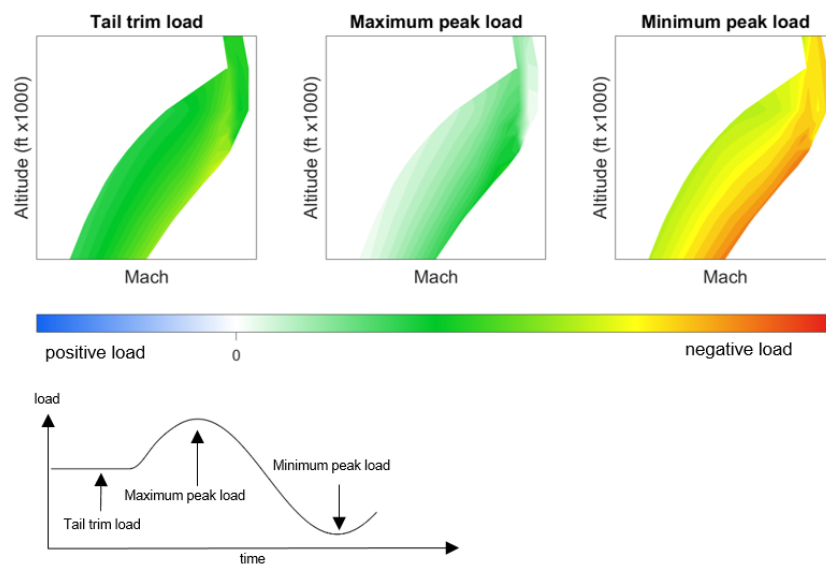 Tail trim load
Maximum peak load
Minimum peak load
Altitude (ft x1000)
Altitude (ft x1000)
Altitude (ft x1000)
Mach
Mach
Mach
positive load
0
negative load
load
Minimum peak load
Maximum peak load
Tail trim load
time